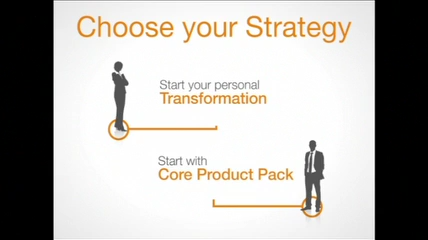 Choose your Strategy
Start your personal
Transformation
Start with
Core Product Pack